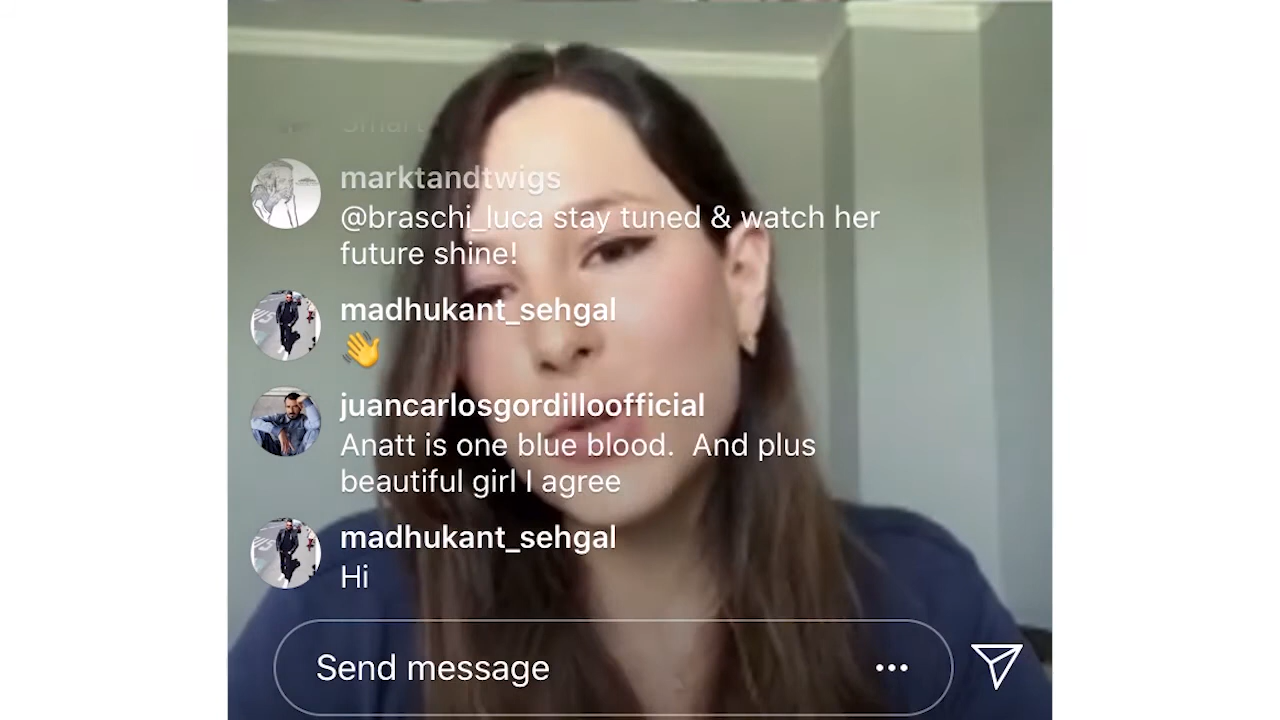 Smart
marktandtwigs
@braschi_luca stay tuned & watch her
future shine!
madhukant_sehgal
👋
juancarlosgordilloofficial
Anatt is one blue blood.  And plus
beautiful girl I agree
madhukant_sehgal
Hi
Send message